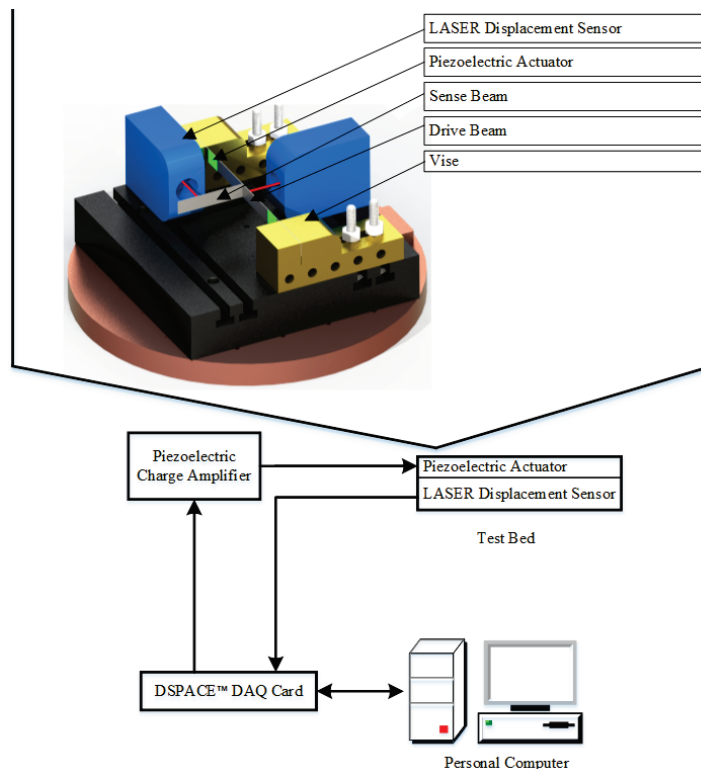 LASER Displacement Sensor
Piezoelectric Actuator
Sense Beam
Drive Beam
Vise
Piezoelectric
Charge Amplifier
Piezoelectric Actuator
LASER Displacement Sensor
Test Bed
DSPACE™ DAQ Card
Personal Computer